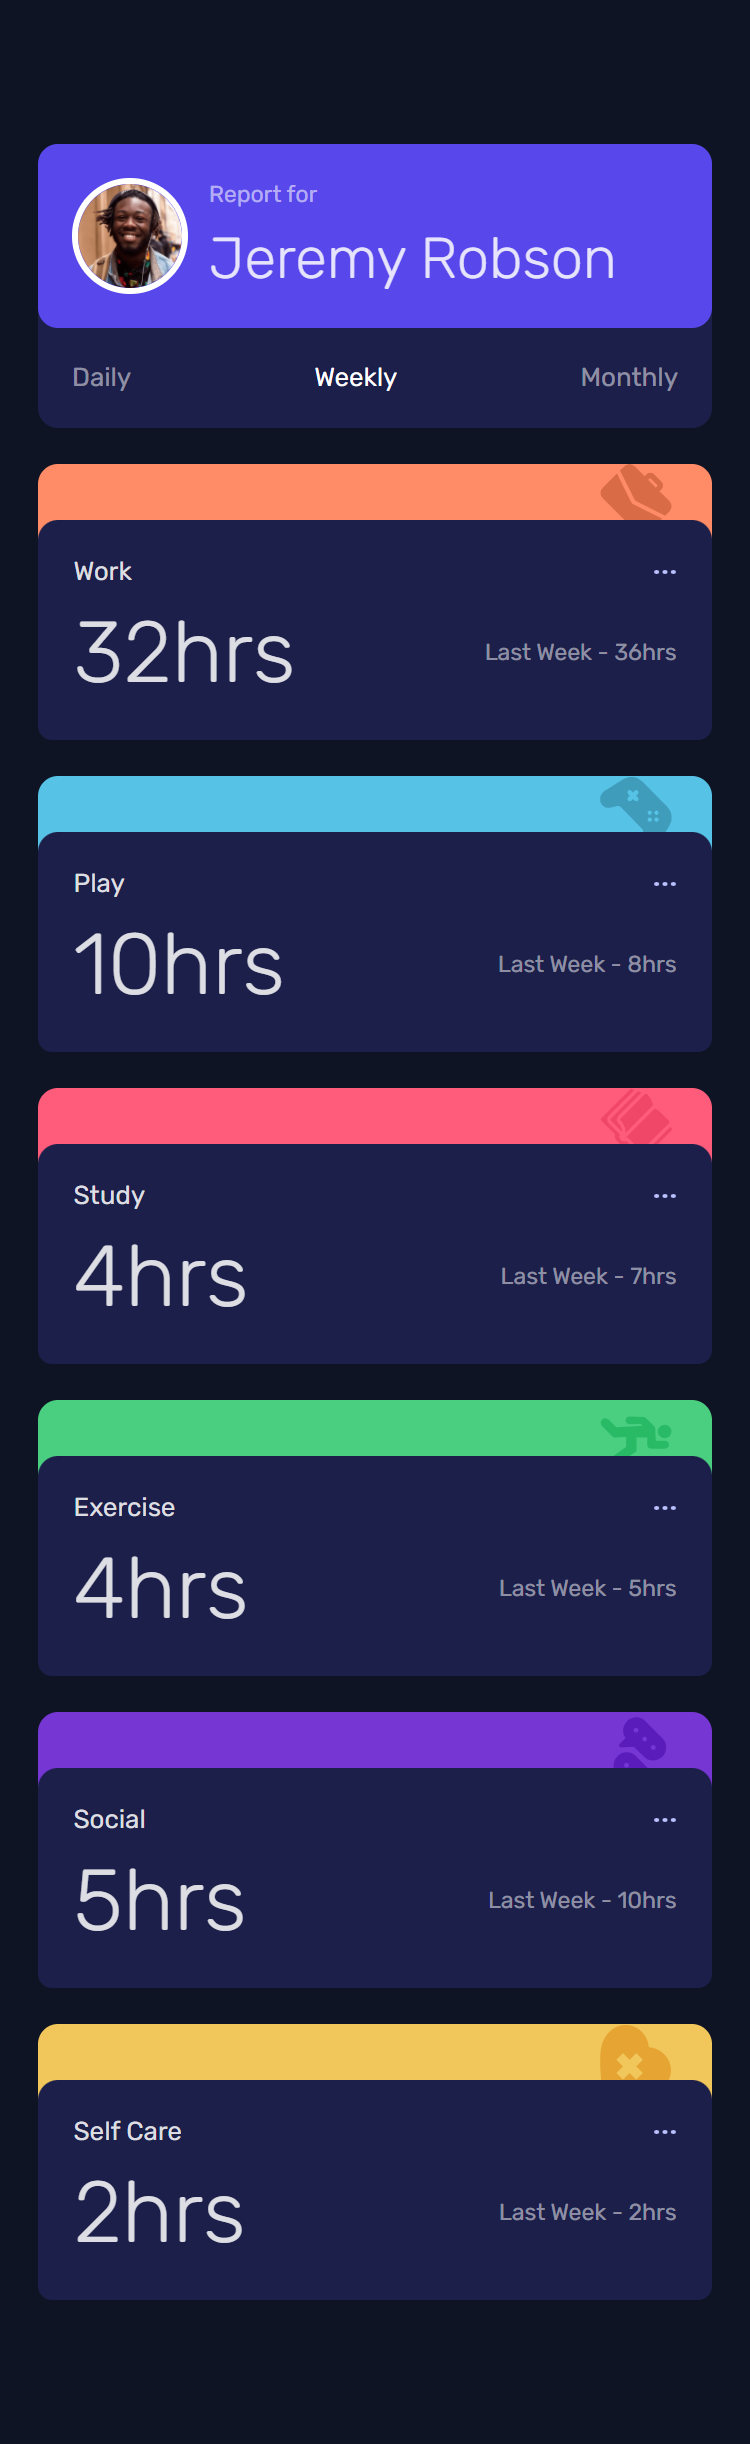 Report for
Jeremy Robson
Daily Weekly Monthly
Work
32hrs Last Week - 36hrs
Play
10hrs Last Week - 8hrs
Study
4hrs Last Week - 7hrs
Exercise
4hrs Last Week - 5hrs
Social
5hrs Last Week - 10hrs
Self Care
2hrs Last Week - 2hrs